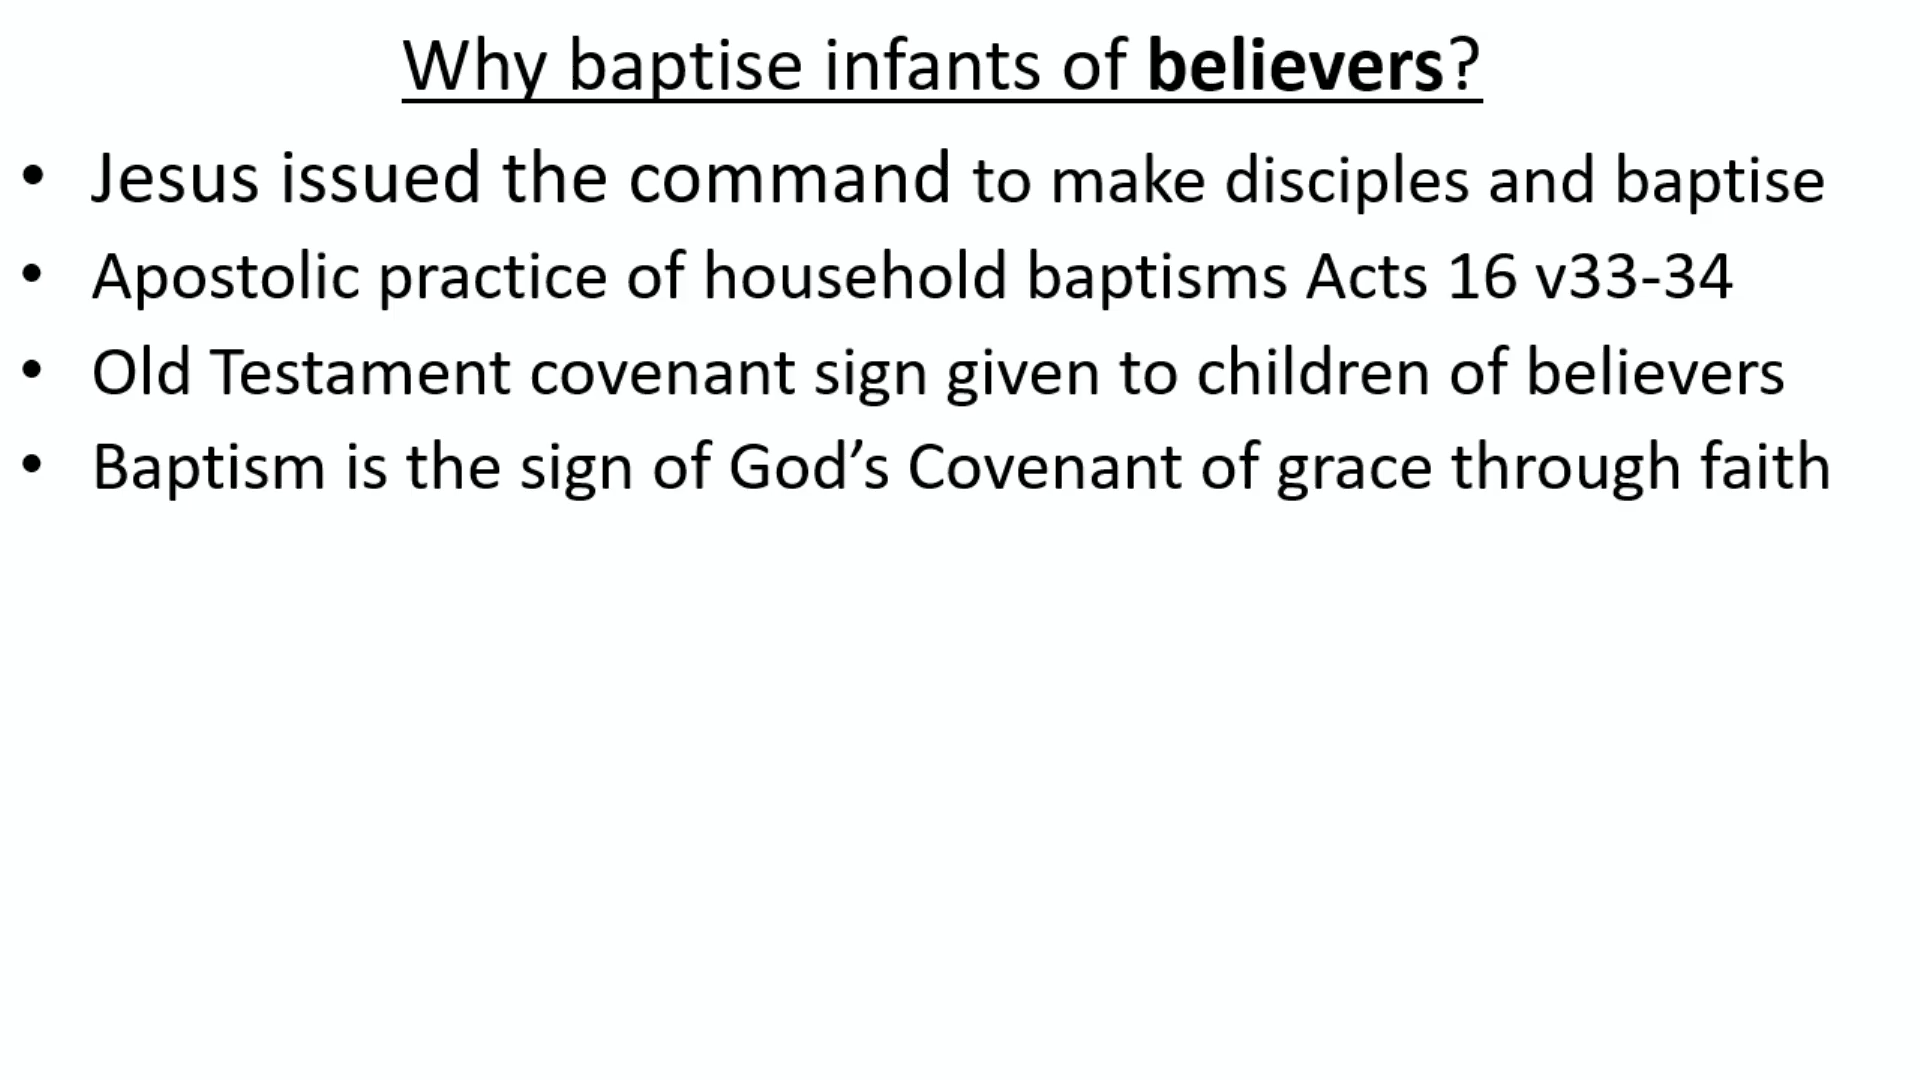 Why baptise infants of believers?
• Jesus issued the command to make disciples and baptise
• Apostolic practice of household baptisms Acts 16 v33-34
• Old Testament covenant sign given to children of believers
• Baptism is the sign of God’s Covenant of grace through faith